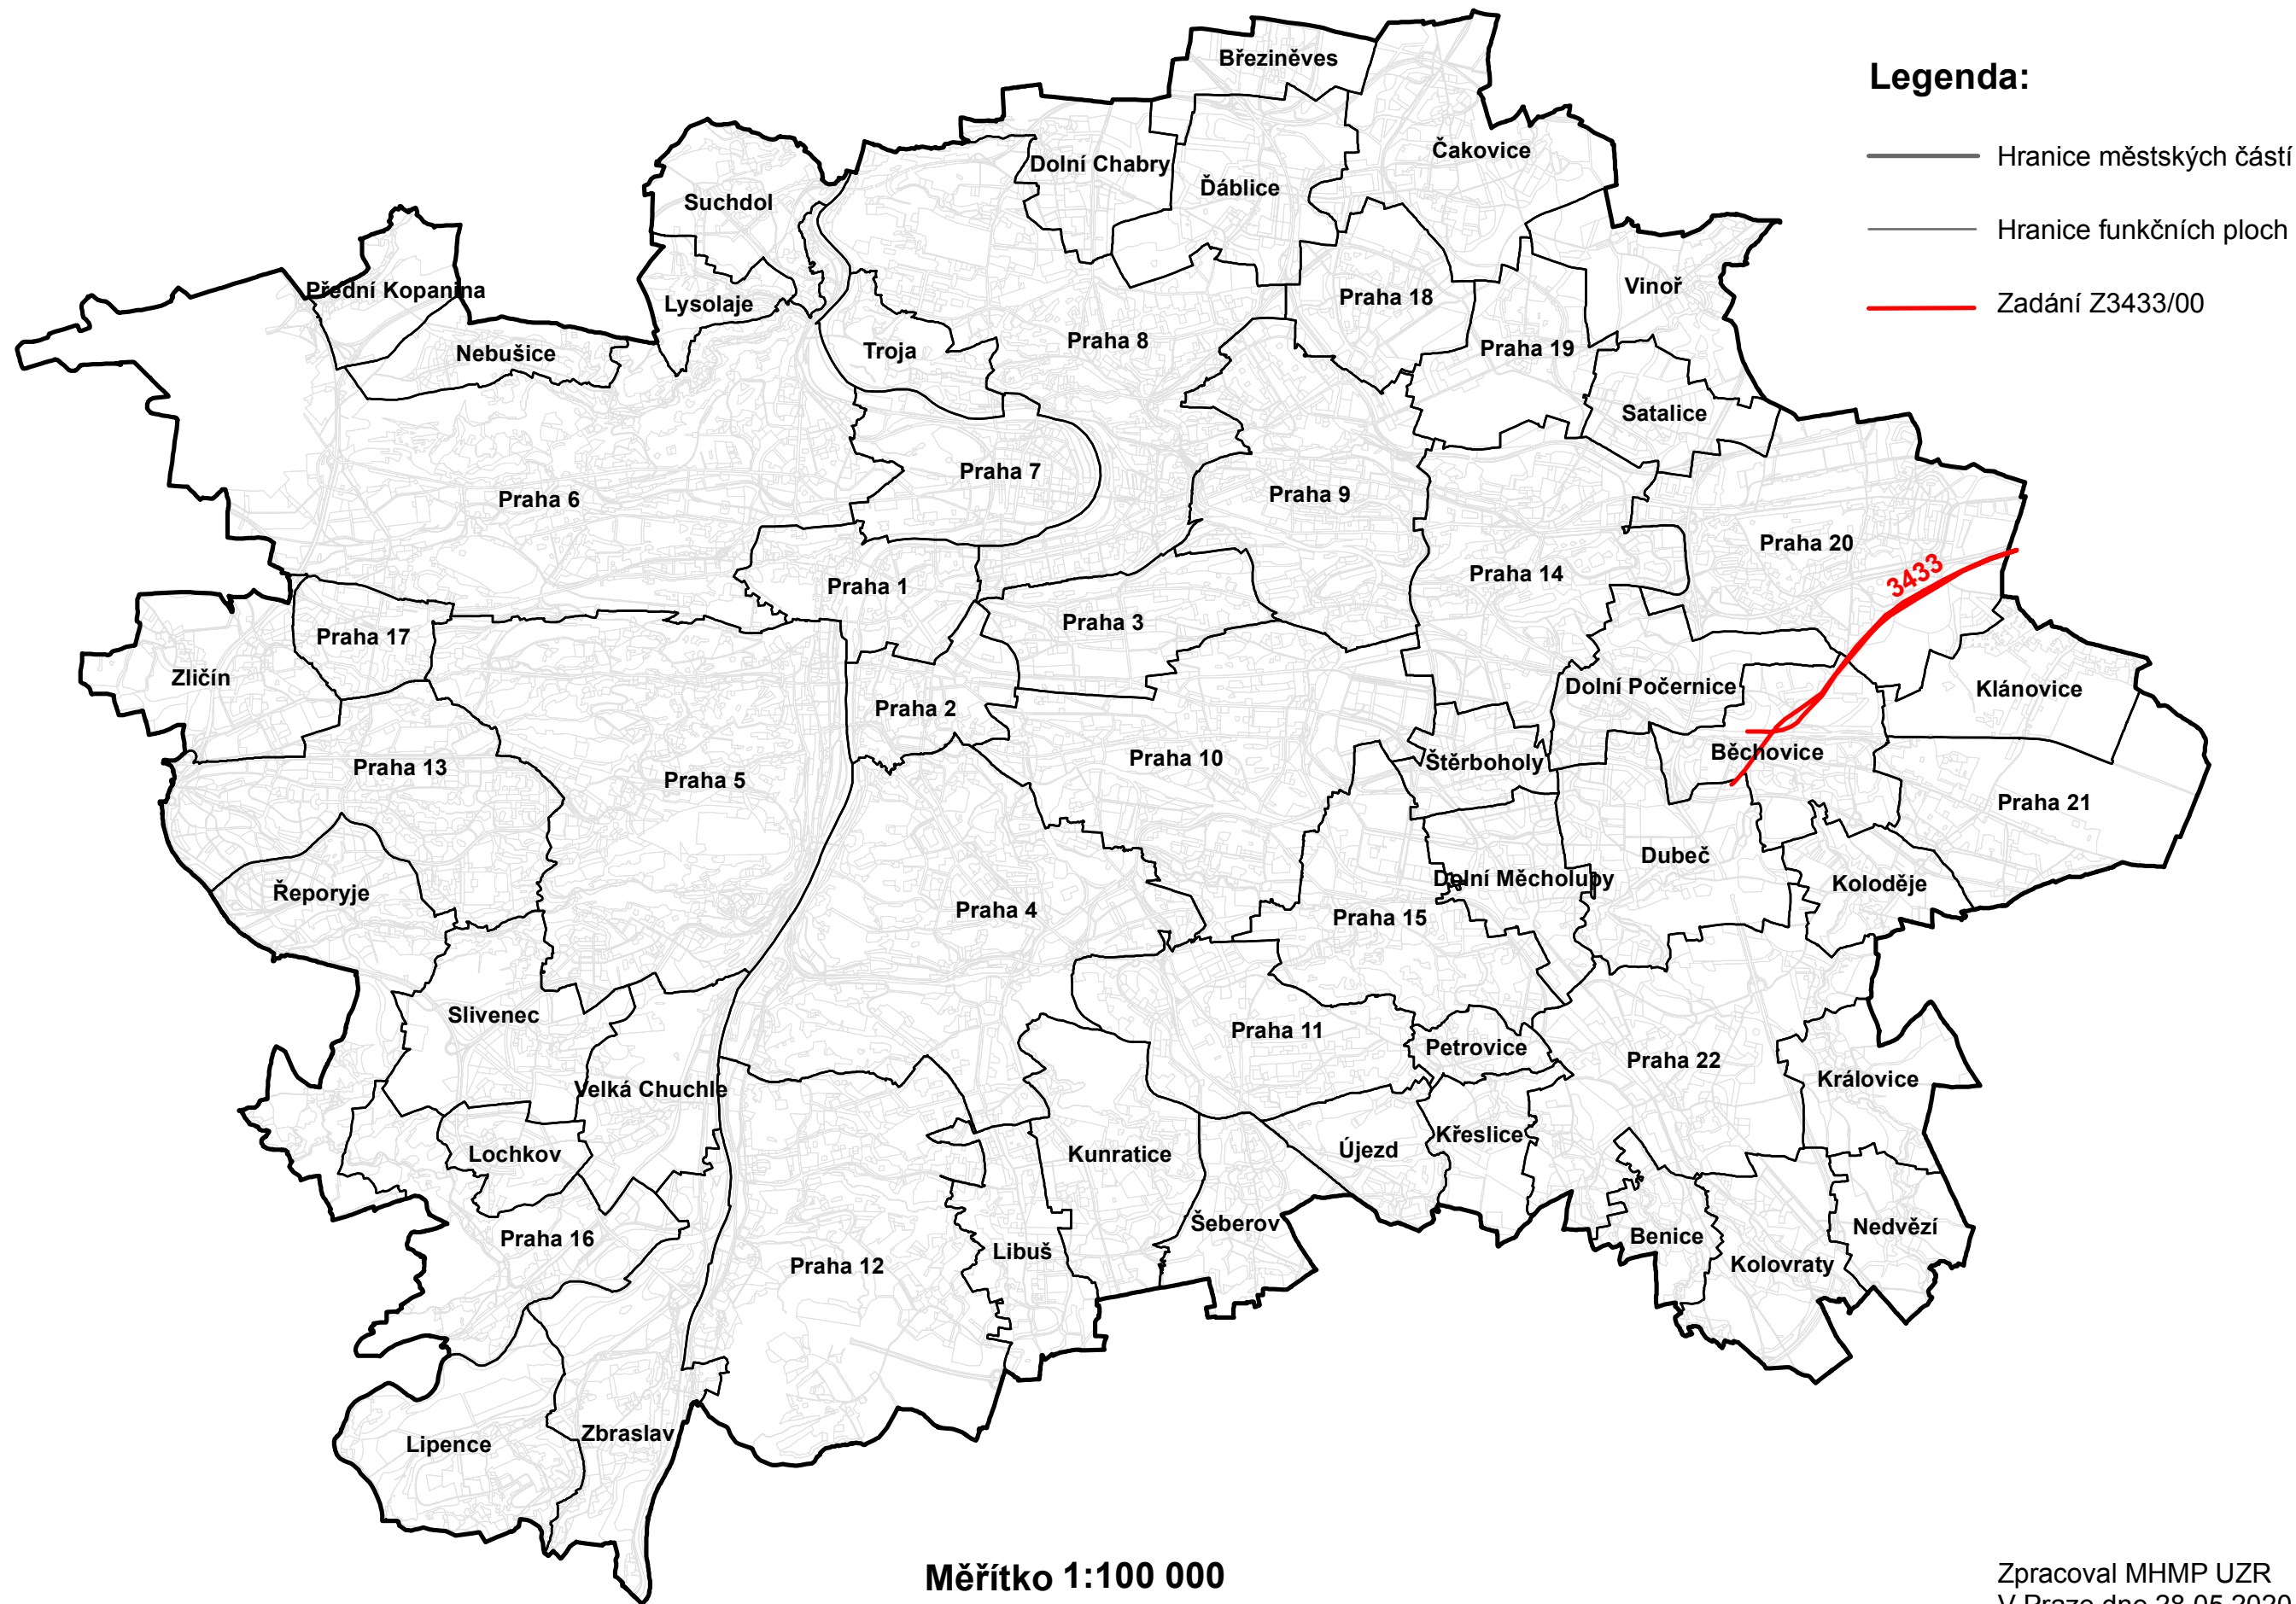 Legenda:
Hranice městských částí
Hranice funkčních ploch
Zadání Z3433/00
Březiněves
Čakovice
Dolní Chabry
Ďáblice
Suchdol
Přední Kopanina
Lysolaje
Vinoř
Praha 18
Nebušice
Troja
Praha 8
Praha 19
Satalice
Praha 7
Praha 6
Praha 9
Praha 20
3433
Praha 14
Praha 1
Praha 3
Praha 17
Zličín
Dolní Počernice
Klánovice
Praha 2
Běchovice
Praha 13
Praha 5
Praha 10
Štěrboholy
Praha 21
Dubeč
Koloděje
Dolní Měcholupy
Řeporyje
Praha 4
Praha 15
Slivenec
Praha 11
Petrovice
Praha 22
Královice
Velká Chuchle
Křeslice
Újezd
Lochkov
Kunratice
Šeberov
Nedvězí
Benice
Praha 16
Libuš
Praha 12
Kolovraty
Zbraslav
Lipence
Měřítko 1:100 000
Zpracoval MHMP UZR
V Praze dne 28.05.2020